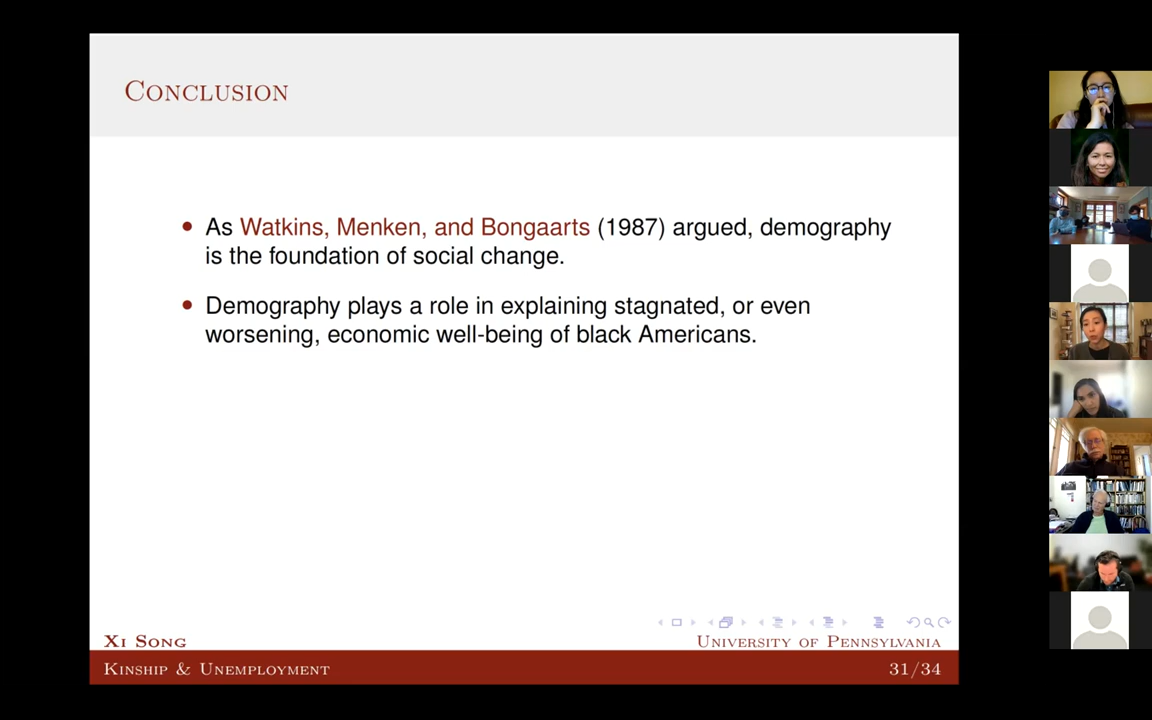 Conclusion
• As Watkins, Menken, and Bongaarts (1987) argued, demography
is the foundation of social change.
• Demography plays a role in explaining stagnated, or even
worsening, economic well-being of black Americans.
Xi Song
University of Pennsylvania
Kinship & Unemployment
31/34